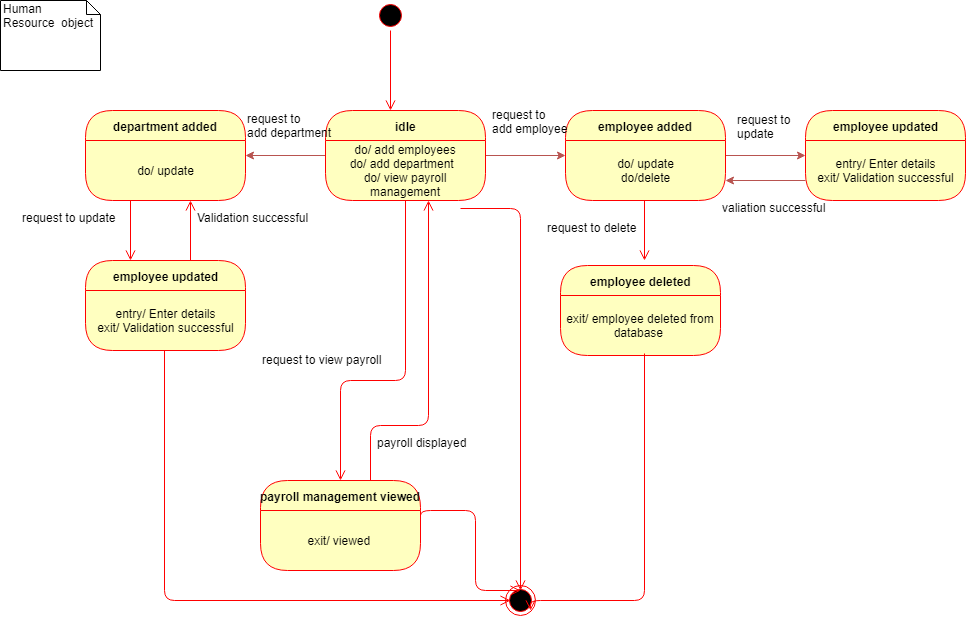 Human
Resource object
department added
do/ update
request to
add department
idle
do/ add employees
do/ add department
do/ view payroll
management
request to
add employee
employee added
do/ update
do/delete
request to
update
employee updated
entry/ Enter details
exit/ Validation successful
valiation successful
request to update
Validation successful
request to delete
employee updated
entry/ Enter details
exit/ Validation successful
employee deleted
exit/ employee deleted from
database
request to view payroll
payroll displayed
payroll management viewed
exit/ viewed